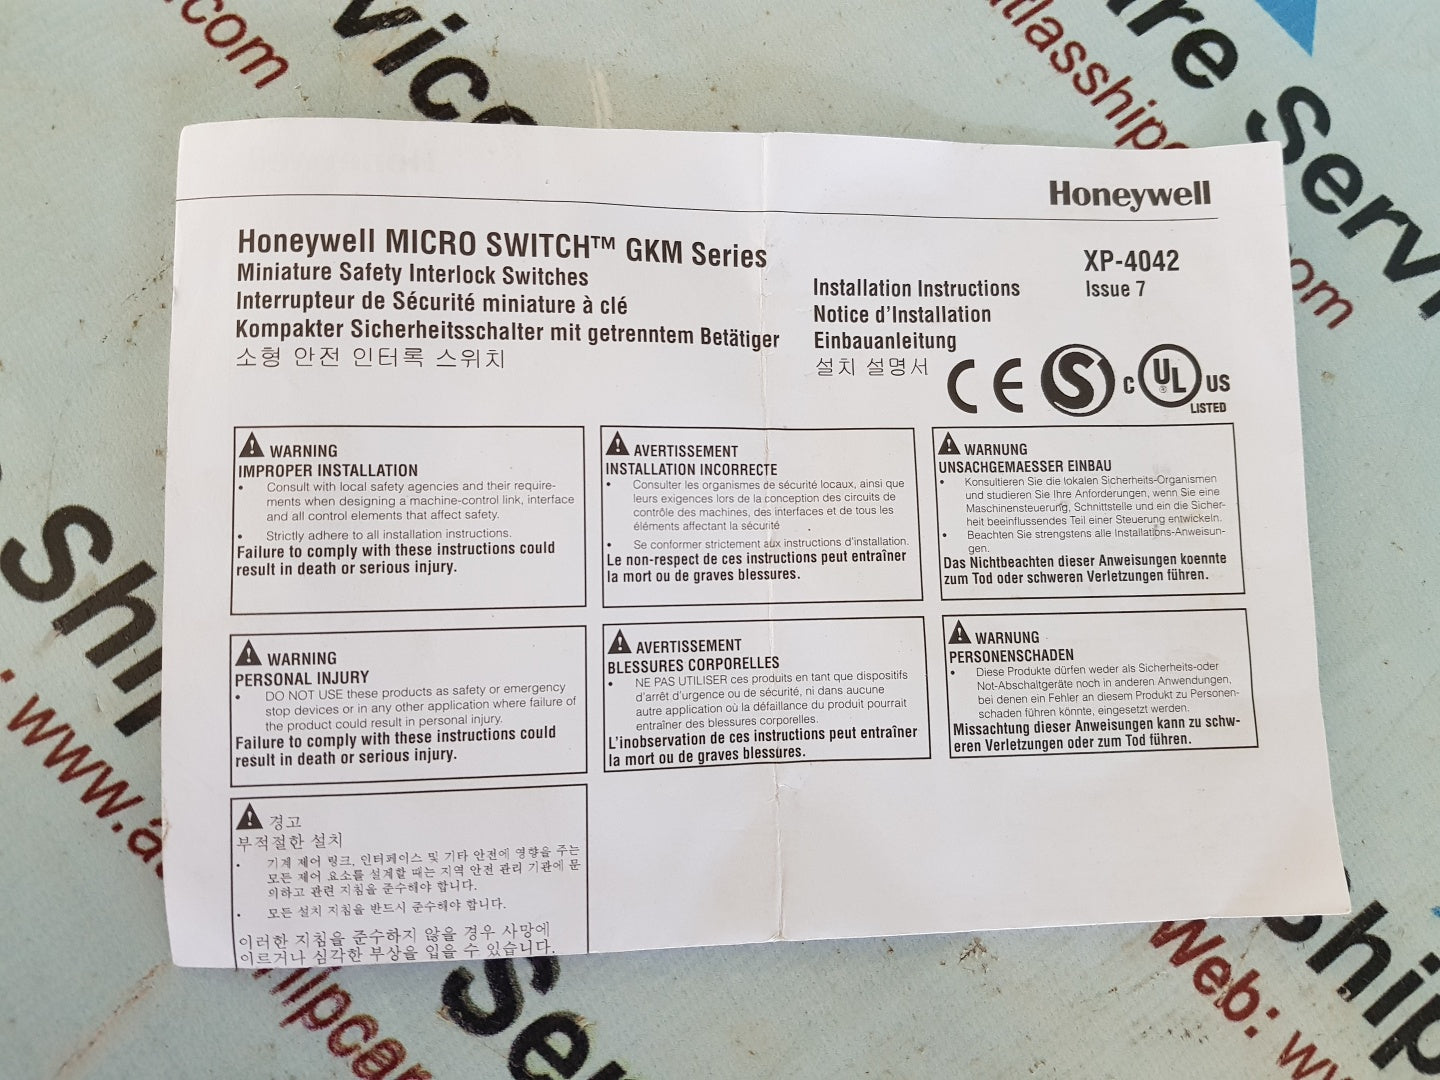 Honeywell
Honeywell MICRO SWITCH™ GKM Series
Miniature Safety Interlock Switches
Interrupteur de Sécurité miniature à clé
Kompakter Sicherheitsschalter mit getrenntem Betätiger
소형 안전 인터록 스위치
XP-4042
Issue 7
Installation Instructions
Notice d'Installation
Einbauanleitung
설치 설명서
CE S C UL US
LISTED
WARNING
IMPROPER INSTALLATION
• Consult with local safety agencies and their require-
ments when designing a machine-control link, interface
and all control elements that affect safety.
• Strictly adhere to all installation instructions.
Failure to comply with these instructions could
result in death or serious injury.
AVERTISSEMENT
INSTALLATION INCORRECTE
• Consulter les organismes de sécurité locaux, ainsi que
leurs exigences lors de la conception des circuits de
contrôle des machines, des interfaces et de tous les
éléments affectant la sécurité
• Se conformer strictement aux instructions d'installation.
Le non-respect de ces instructions peut entraîner
la mort ou de graves blessures.
WARNUNG
UNSACHGEMAESSER EINBAU
• Konsultieren Sie die lokalen Sicherheits-Organismen
und studieren Sie Ihre Anforderungen, wenn Sie eine
Maschinensteuerung, Schnittstelle und ein die Sicher-
heit beeinflussendes Teil einer Steuerung entwickeln.
• Beachten Sie strengstens alle Installations-Anweisun-
gen.
Das Nichtbeachten dieser Anweisungen koennte
zum Tod oder schweren Verletzungen führen.
WARNING
PERSONAL INJURY
• DO NOT USE these products as safety or emergency
stop devices or in any other application where failure of
the product could result in personal injury.
Failure to comply with these instructions could
result in death or serious injury.
AVERTISSEMENT
BLESSURES CORPORELLES
• NE PAS UTILISER ces produits en tant que dispositifs
d'arrêt d'urgence ou de sécurité, ni dans aucune
autre application où la défaillance du produit pourrait
entraîner des blessures corporelles.
L'inobservation de ces instructions peut entraîner
la mort ou de graves blessures.
WARNUNG
PERSONENSCHADEN
• Diese Produkte dürfen weder als Sicherheits-oder
Not-Abschaltgeräte noch in anderen Anwendungen,
bei denen ein Fehler an diesem Produkt zu Personen-
schaden führen könnte, eingesetzt werden.
Missachtung dieser Anweisungen kann zu schw-
eren Verletzungen oder zum Tod führen.
경고
부적절한 설치
• 기계 제어 링크, 인터페이스 및 기타 안전에 영향을 주는
모든 제어 요소를 설계할 때는 지역 안전 관리 기관에 문
의하고 관련 지침을 준수해야 합니다.
• 모든 설치 지침을 반드시 준수해야 합니다.
이러한 지침을 준수하지 않을 경우 사망에
이르거나 심각한 부상을 입을 수 있습니다.